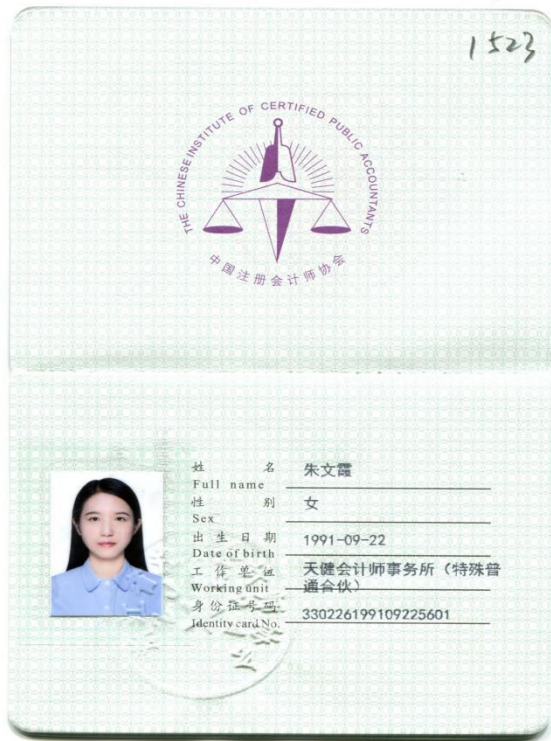 1523
THE CHINESE INSTITUTE OF CERTIFIED PUBLIC ACCOUNTANTS
中国注册会计师协会
姓 名 朱文霞
Full name
性 别 女
Sex
出生日期 1991-09-22
Date of birth
工作单位 天健会计师事务所（特殊普
Working unit 通合伙）
身份证号码 330226199109225601
Identity card No.